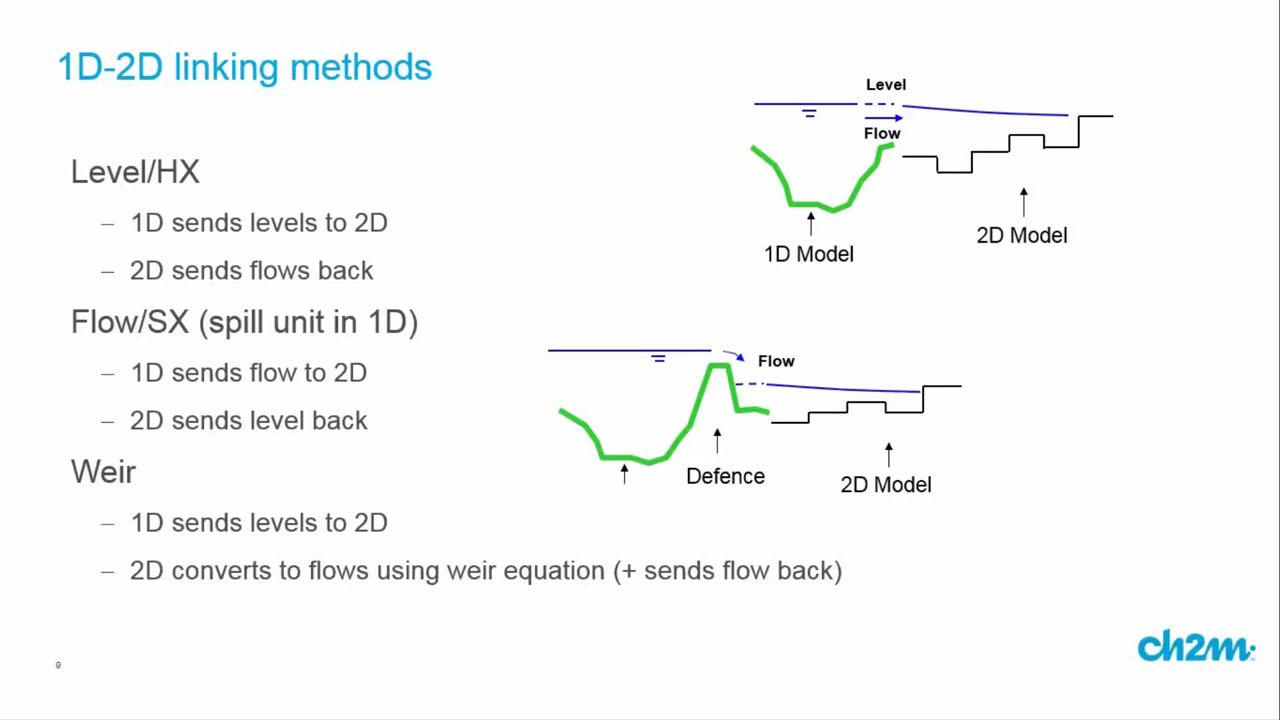 1D-2D linking methods
Level/HX
– 1D sends levels to 2D
– 2D sends flows back
Flow/SX (spill unit in 1D)
– 1D sends flow to 2D
– 2D sends level back
Weir
– 1D sends levels to 2D
– 2D converts to flows using weir equation (+ sends flow back)
Level
Flow
1D Model
2D Model
Flow
Defence
2D Model
9
ch2m.